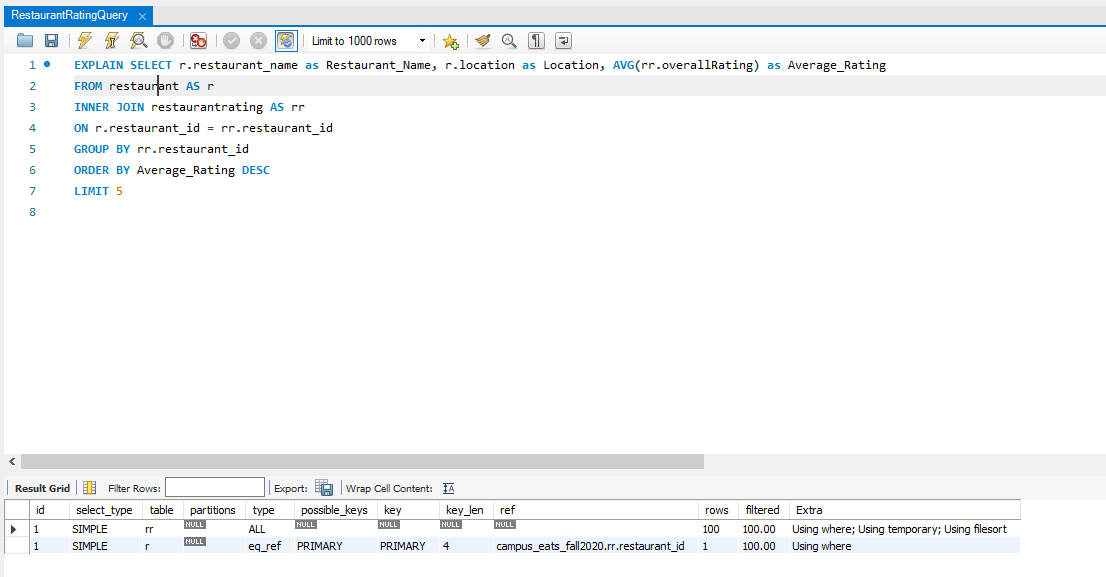 RestaurantRatingQuery
Limit to 1000 rows
1 EXPLAIN SELECT r.restaurant_name as Restaurant_Name, r.location as Location, AVG(rr.overallRating) as Average_Rating
2 FROM restaurant AS r
3 INNER JOIN restaurantrating AS rr
4 ON r.restaurant_id = rr.restaurant_id
5 GROUP BY rr.restaurant_id
6 ORDER BY Average_Rating DESC
7 LIMIT 5
8
Result Grid Filter Rows: Export: Wrap Cell Content: IA
id select_type table partitions type possible_keys key key_len ref rows filtered Extra
1 SIMPLE rr NULL ALL NULL NULL NULL NULL 100 100.00 Using where; Using temporary; Using filesort
1 SIMPLE r NULL eq_ref PRIMARY PRIMARY 4 campus_eats_fall2020.rr.restaurant_id 1 100.00 Using where